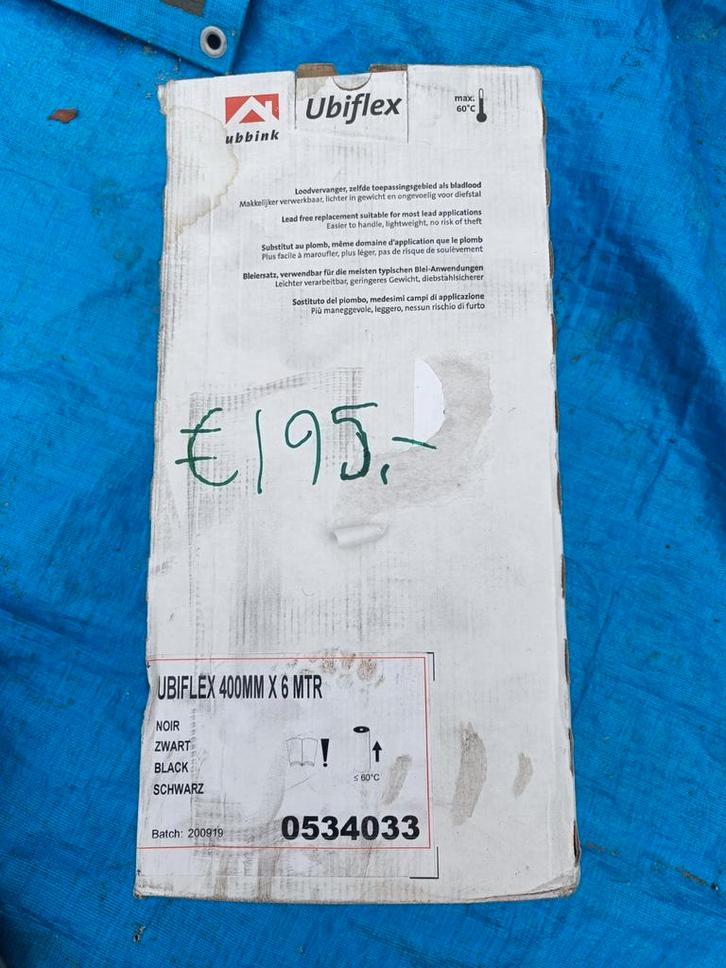 ubbink
Ubiflex
max.
60°C
Loodvervanger, zelfde toepassingsgebied als bladlood
Makkelijker verwerkbaar, lichter in gewicht en ongevoelig voor diefstal
Lead free replacement suitable for most lead applications
Easier to handle, lightweight, no risk of theft
Substitut au plomb, même domaine d'application que le plomb
Plus facile à maroufler, plus léger, pas de risque de soulèvement
Bleiersatz, verwendbar für die meisten typischen Blei-Anwendungen
Leichter verarbeitbar, geringeres Gewicht, diebstahlsicherer
Sostituto del piombo, medesimi campi di applicazione
Più maneggevole, leggero, nessun rischio di furto
€195,-
UBIFLEX 400MM X 6 MTR
NOIR
ZWART
BLACK
SCHWARZ
!
≤ 60°C
Batch: 200919
0534033